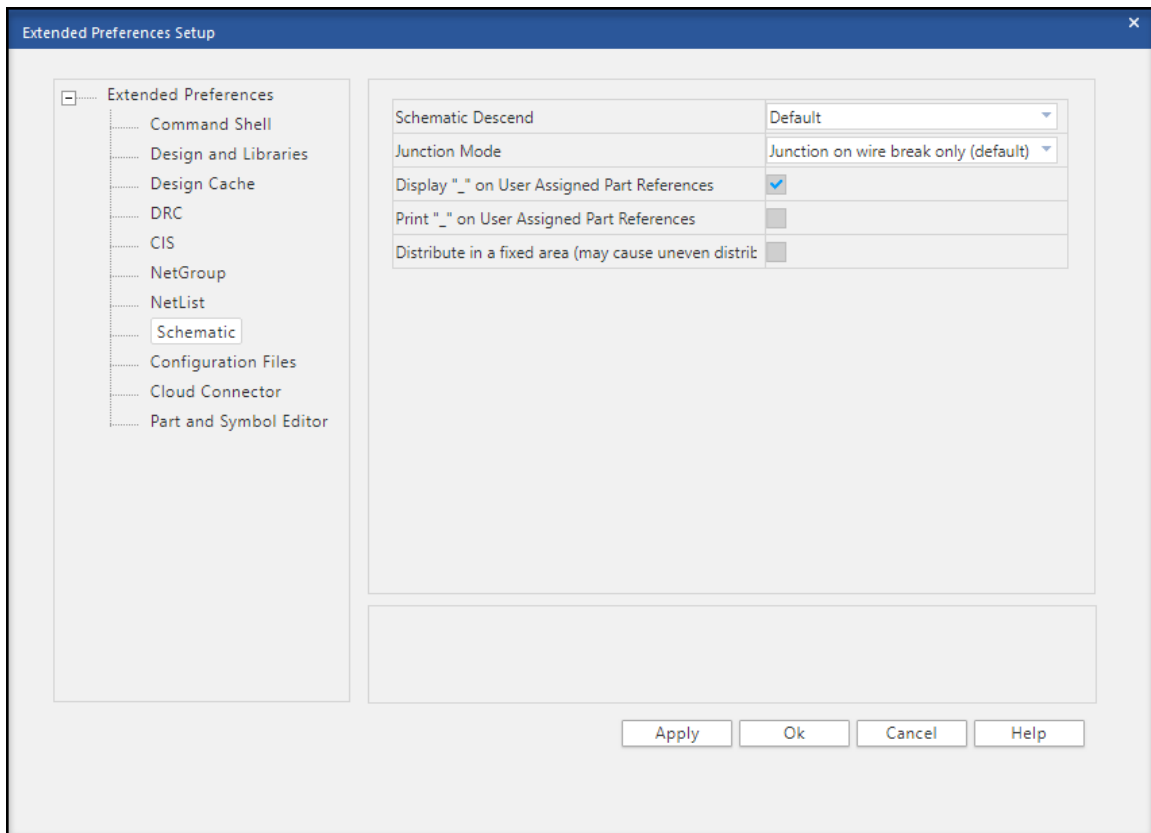 Extended Preferences Setup
Extended Preferences
Command Shell
Design and Libraries
Design Cache
DRC
CIS
NetGroup
NetList
Schematic
Configuration Files
Cloud Connector
Part and Symbol Editor
Schematic Descend
Default
Junction Mode
Junction on wire break only (default)
Display "_" on User Assigned Part References
Print "_" on User Assigned Part References
Distribute in a fixed area (may cause uneven distrib
Apply
Ok
Cancel
Help